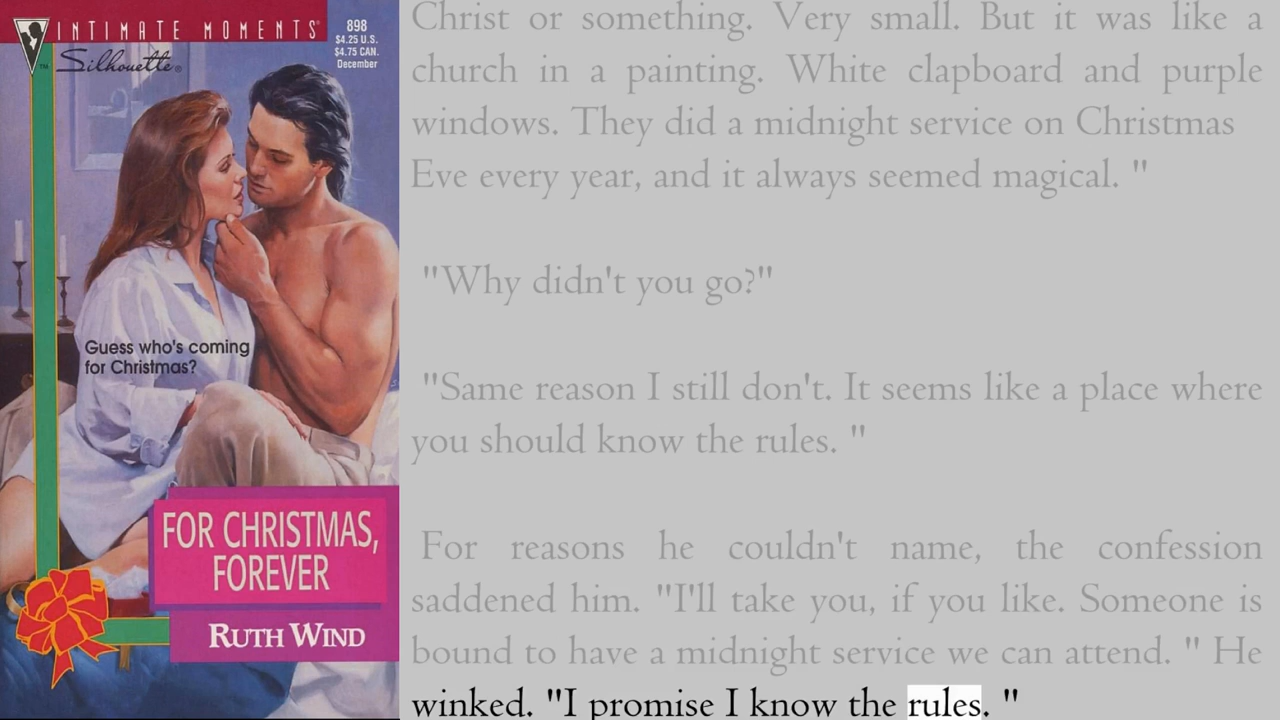 INTIMATE MOMENTS®
898
$4.25 U.S.
$4.75 CAN.
December
™
Silhouette®
Guess who's coming
for Christmas?
FOR CHRISTMAS,
FOREVER
RUTH WIND
Christ or something. Very small. But it was like a
church in a painting. White clapboard and purple
windows. They did a midnight service on Christmas
Eve every year, and it always seemed magical. "
"Why didn't you go?"
"Same reason I still don't. It seems like a place where
you should know the rules. "
For reasons he couldn't name, the confession
saddened him. "I'll take you, if you like. Someone is
bound to have a midnight service we can attend. " He
winked. "I promise I know the rules. "